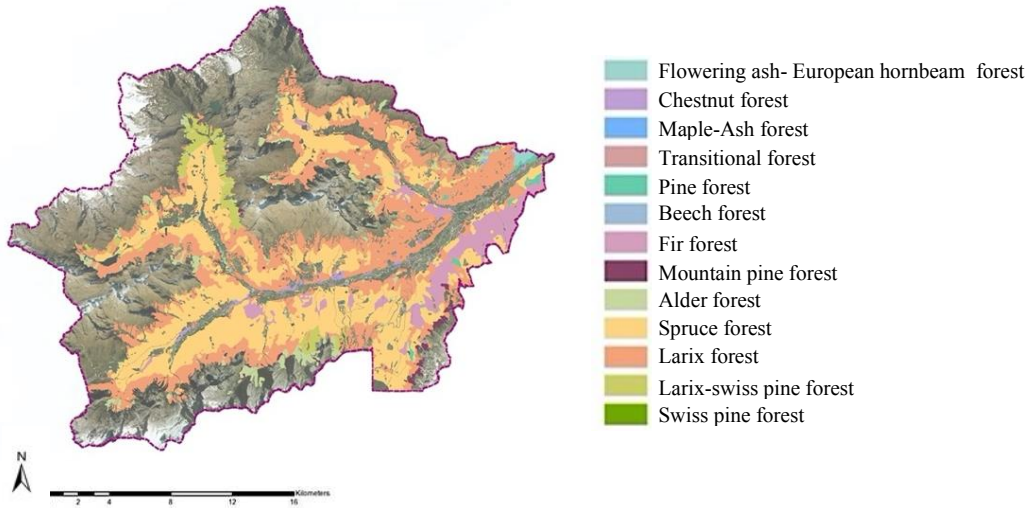 Flowering ash- European hornbeam forest
Chestnut forest
Maple-Ash forest
Transitional forest
Pine forest
Beech forest
Fir forest
Mountain pine forest
Alder forest
Spruce forest
Larix forest
Larix-swiss pine forest
Swiss pine forest
N
Kilometers
2 4 8 12 16